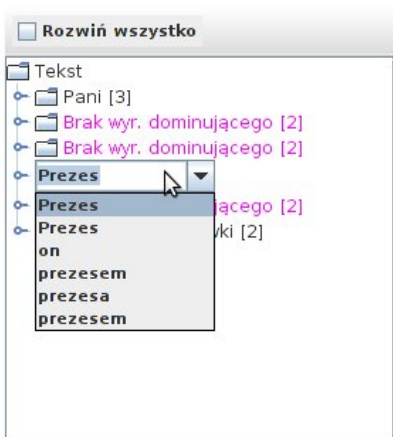 Rozwiń wszystko
Tekst
Pani [3]
Brak wyr. dominującego [2]
Brak wyr. dominującego [2]
Prezes
Prezes
jącego [2]
Prezes
ki [2]
on
prezesem
prezesa
prezesem